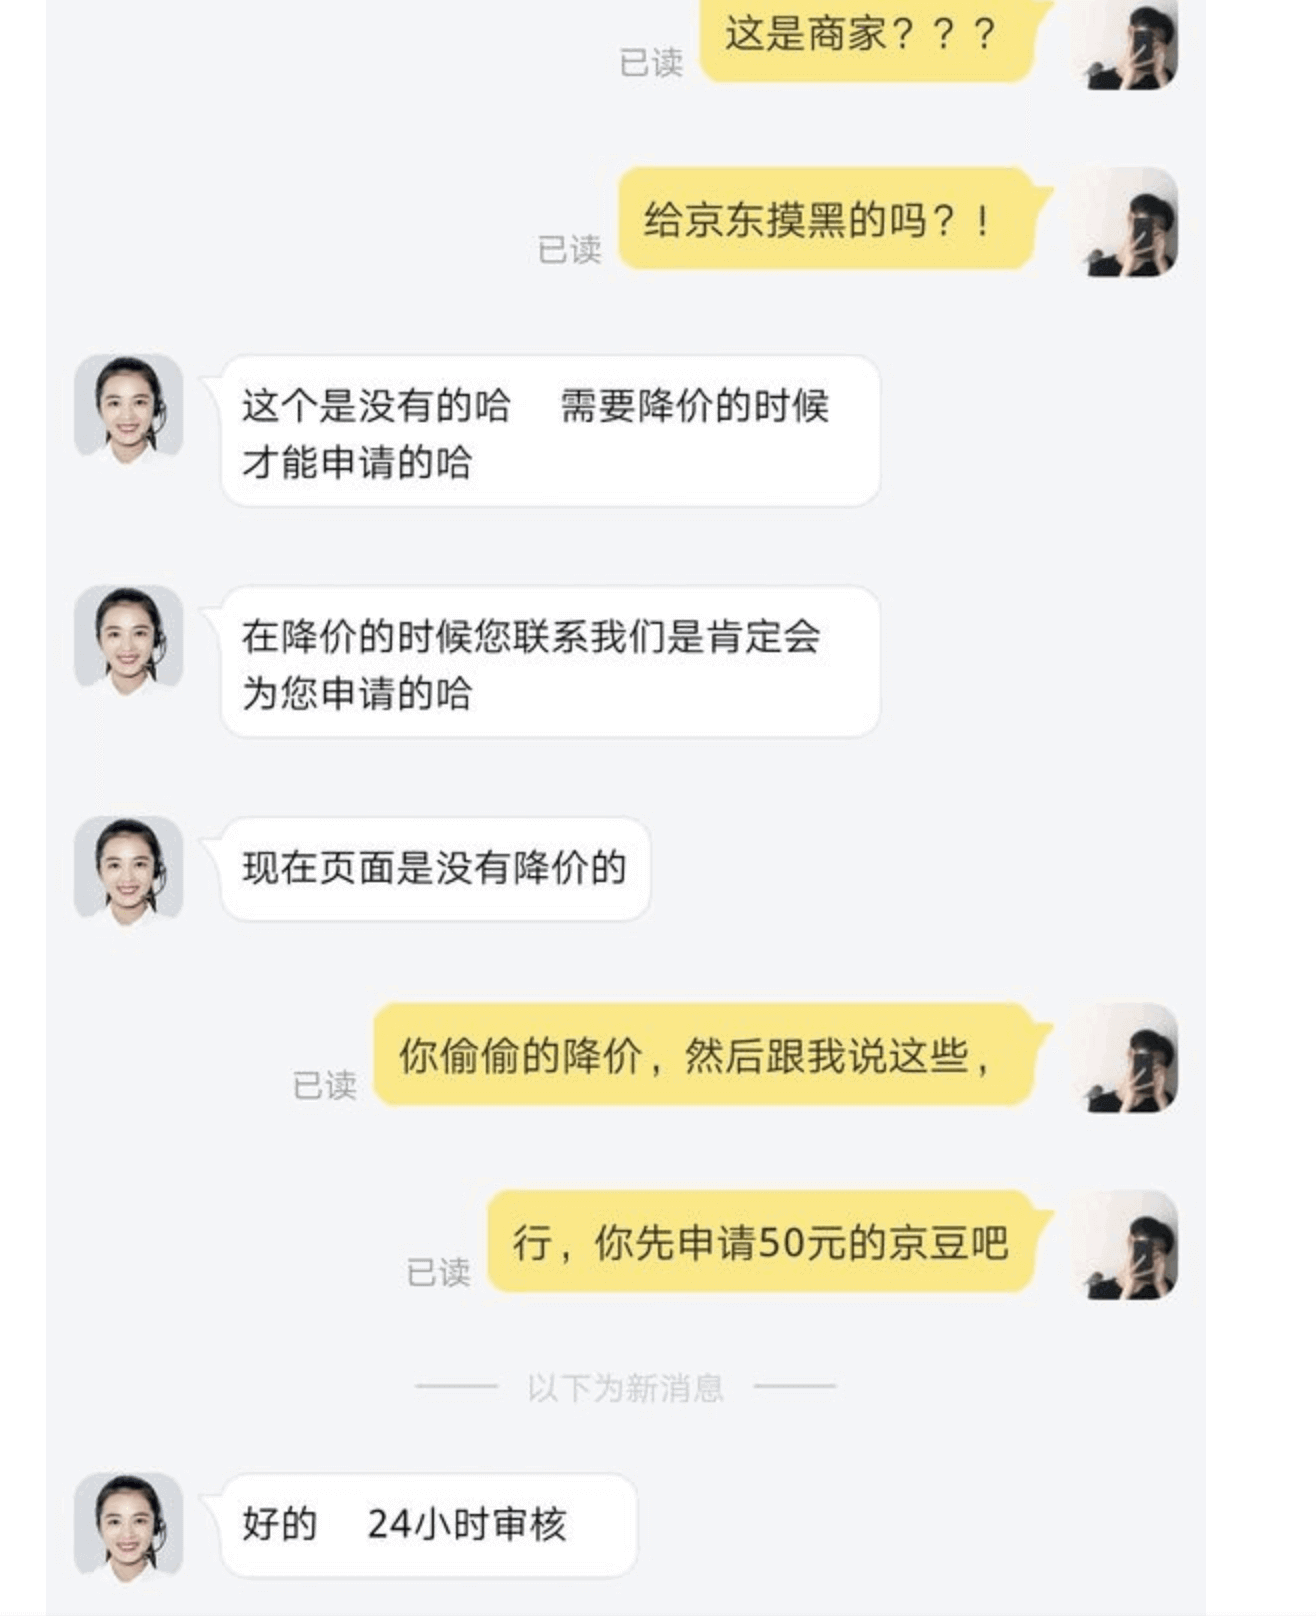 这是商家？？？
已读
给京东摸黑的吗？！
已读
这个是没有的哈 需要降价的时候
才能申请的哈
在降价的时候您联系我们是肯定会
为您申请的哈
现在页面是没有降价的
你偷偷的降价，然后跟我说这些，
已读
行，你先申请50元的京豆吧
已读
以下为新消息
好的 24小时审核